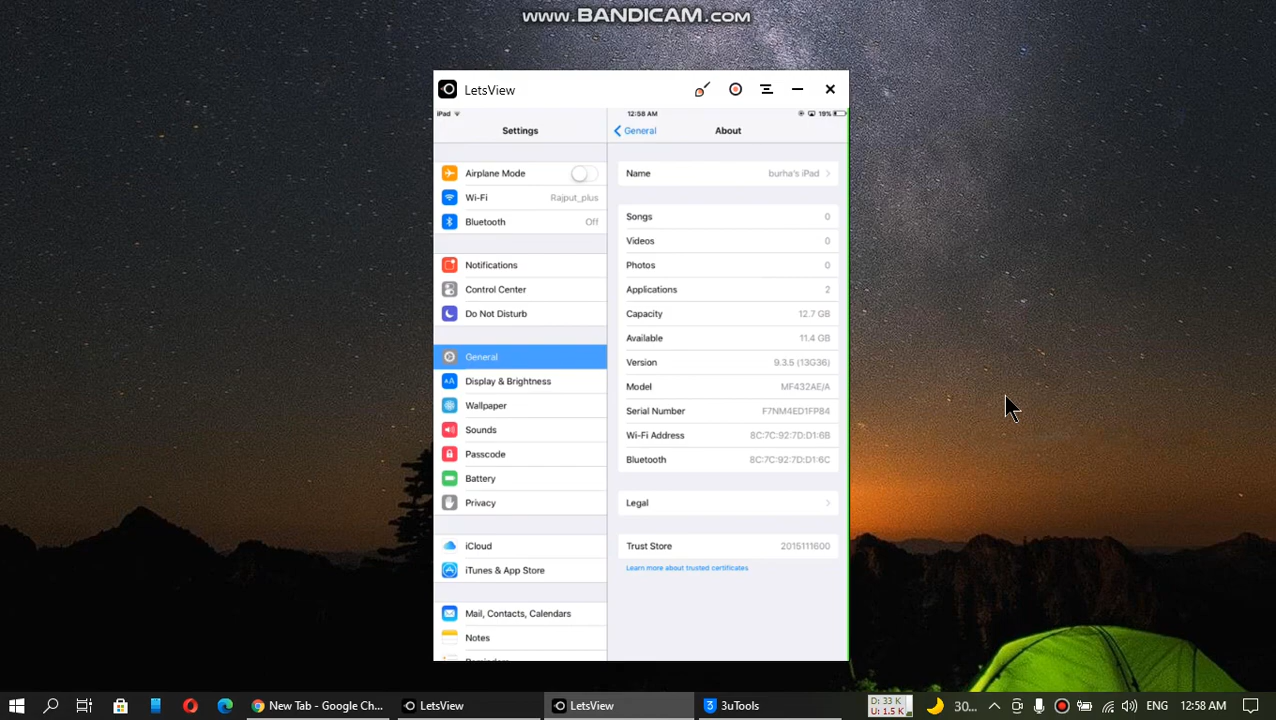 www.BANDICAM.com
LetsView
iPad 12:58 AM 19%
Settings
General About
Airplane Mode
Wi-Fi Rajput_plus
Bluetooth Off
Notifications
Control Center
Do Not Disturb
General
Display & Brightness
Wallpaper
Sounds
Passcode
Battery
Privacy
iCloud
iTunes & App Store
Mail, Contacts, Calendars
Notes
Reminders
Name burha's iPad
Songs 0
Videos 0
Photos 0
Applications 2
Capacity 12.7 GB
Available 11.4 GB
Version 9.3.5 (13G36)
Model MF432AE/A
Serial Number F7NM4ED1FP84
Wi-Fi Address 8C:7C:92:7D:D1:6B
Bluetooth 8C:7C:92:7D:D1:6C
Legal
Trust Store 2015111600
Learn more about trusted certificates
New Tab - Google Ch... LetsView LetsView 3uTools D: 33 K 30... ENG 12:58 AM
U: 1.5 K